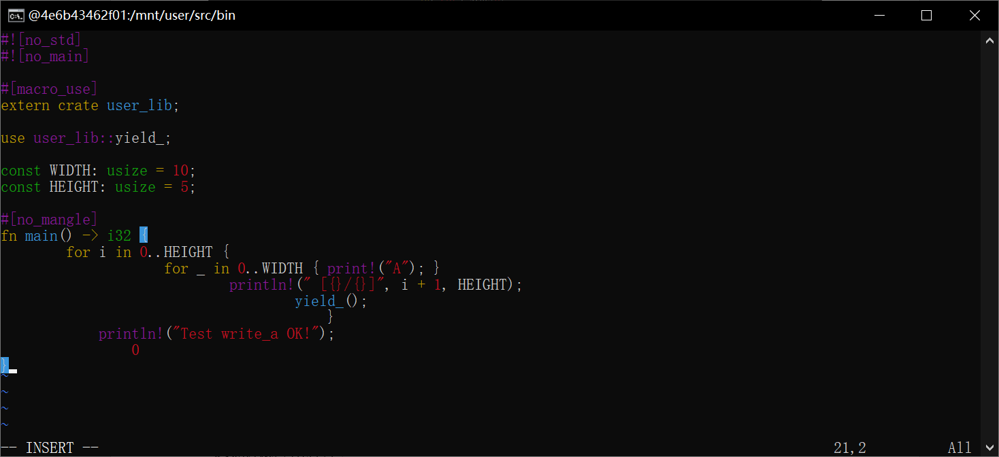 @4e6b43462f01:/mnt/user/src/bin
#![no_std]
#![no_main]
#[macro_use]
extern crate user_lib;
use user_lib::yield_;
const WIDTH: usize = 10;
const HEIGHT: usize = 5;
#[no_mangle]
fn main() -> i32 {
        for i in 0..HEIGHT {
                    for _ in 0..WIDTH { print!("A"); }
                            println!(" [{}/{}]", i + 1, HEIGHT);
                                    yield_();
                                        }
            println!("Test write_a OK!");
                0
}
~
~
~
~
-- INSERT -- 21,2 All